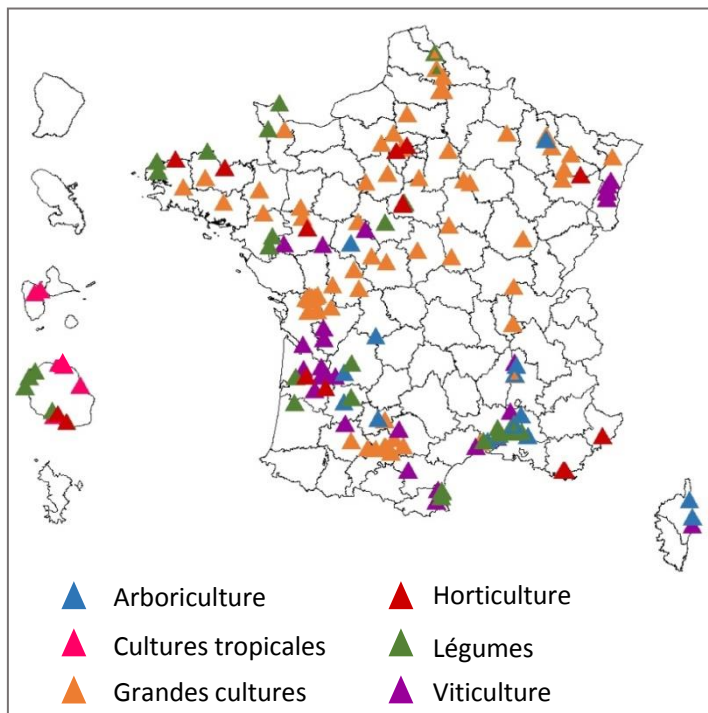 Arboriculture
Horticulture
Cultures tropicales
Légumes
Grandes cultures
Viticulture